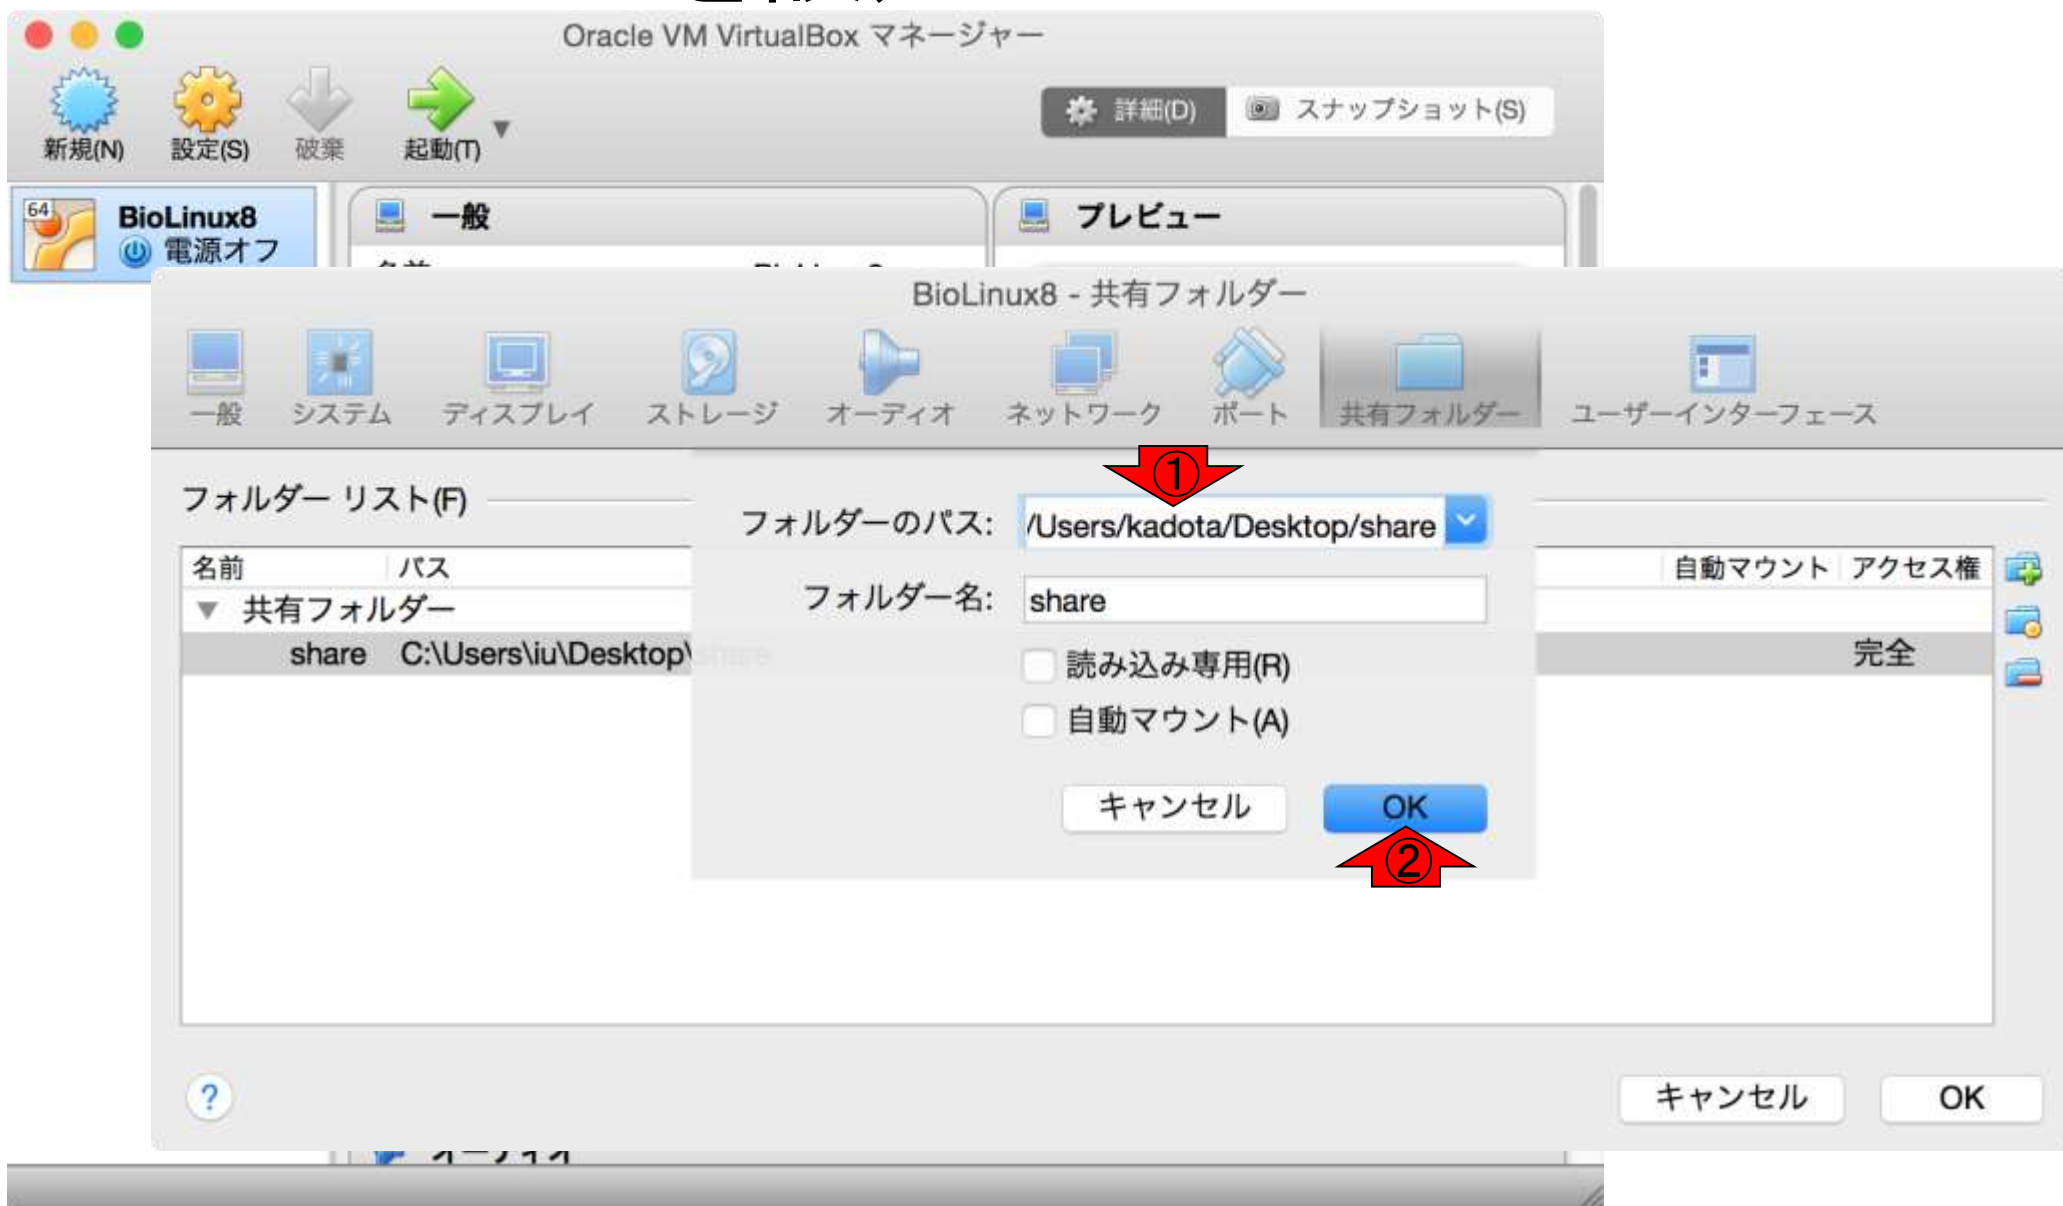 Oracle VM VirtualBox マネージャー
新規(N) 設定(S) 破棄 起動(T) 詳細(D) スナップショット(S)
64 BioLinux8 一般 プレビュー
電源オフ
BioLinux8 - 共有フォルダー
一般 システム ディスプレイ ストレージ オーディオ ネットワーク ポート 共有フォルダー ユーザーインターフェース
①
フォルダー リスト(F)
フォルダーのパス: /Users/kadota/Desktop/share
名前 パス 自動マウント アクセス権
共有フォルダー
フォルダー名: share
share C:\Users\iu\Desktop\share 完全
読み込み専用(R)
自動マウント(A)
キャンセル OK
②
? キャンセル OK
オーディオ